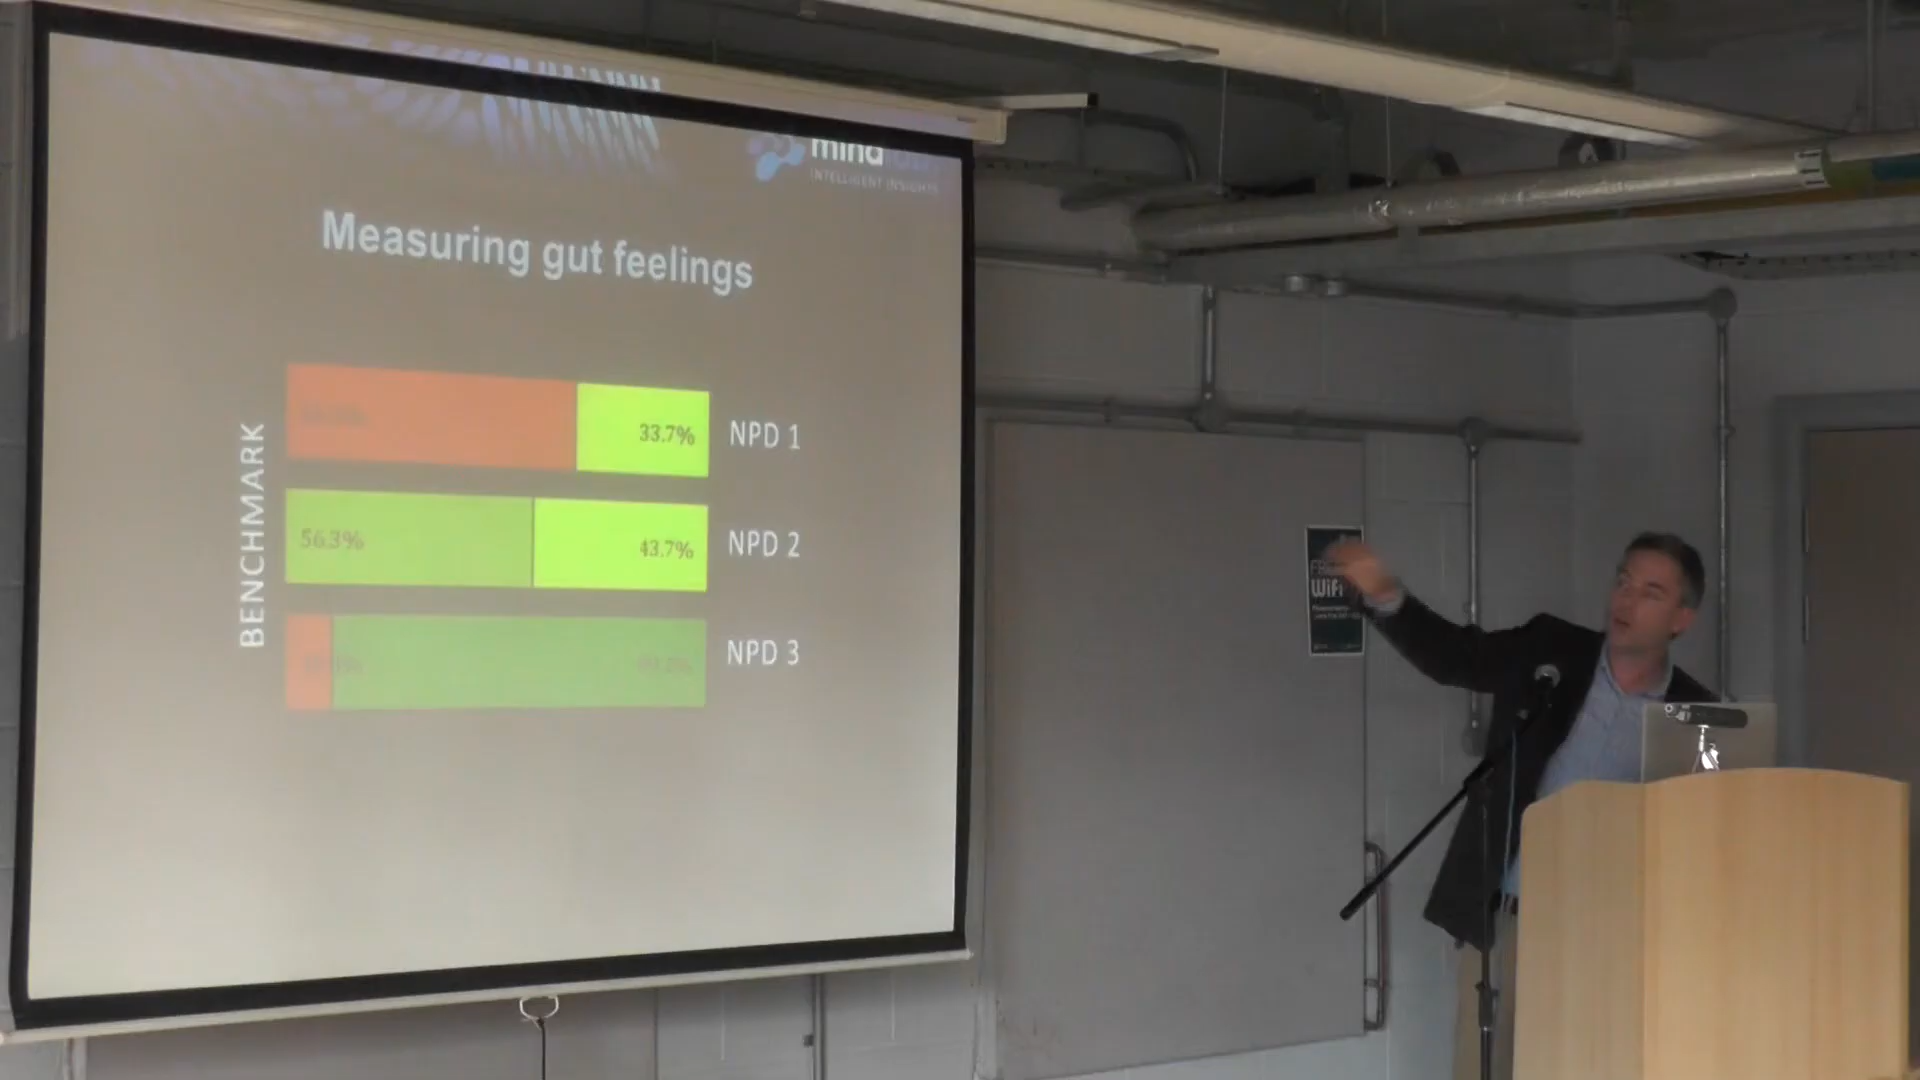 mind
INTELLIGENT INSIGHTS
Measuring gut feelings
BENCHMARK
33.7%
NPD 1
56.3%
43.7%
NPD 2
NPD 3
WiFi